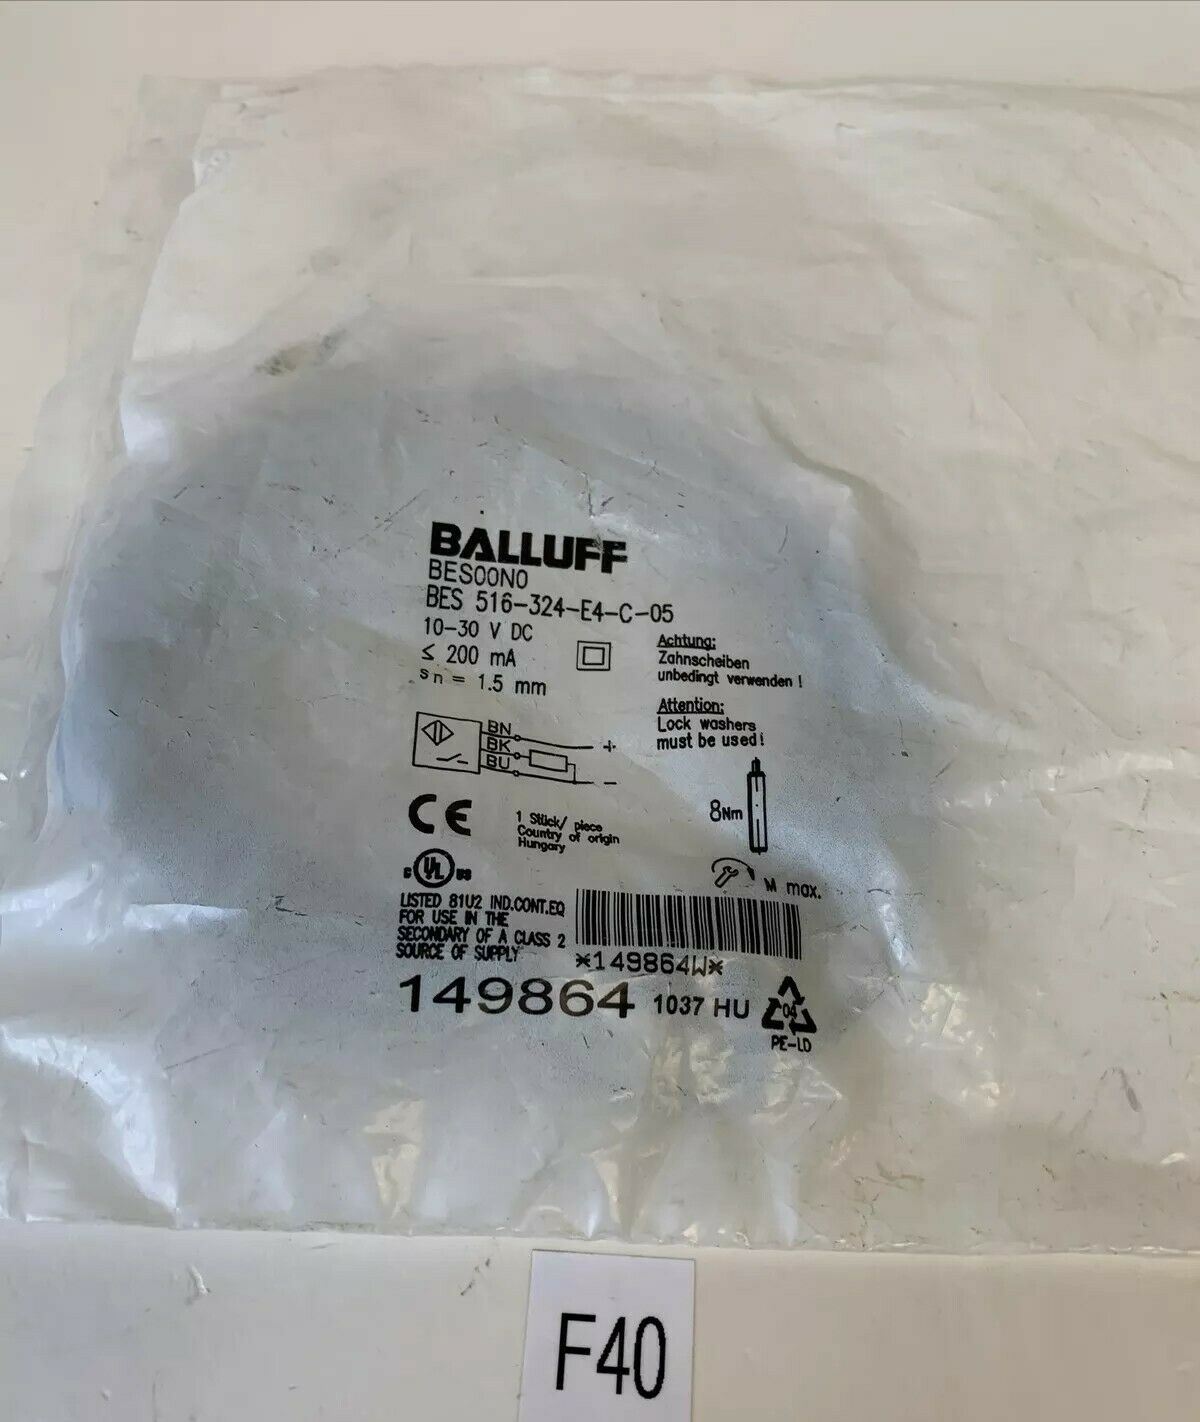 BALLUFF
BES00N0
BES 516-324-E4-C-05
10-30 V DC
≤ 200 mA
sn = 1.5 mm
Achtung:
Zahnscheiben
unbedingt verwenden!
Attention:
Lock washers
must be used!
BN
BK
BU
+
-
8Nm
M max.
CE
1 Stück/ piece
Country of origin
Hungary
C UL US
LISTED 81U2 IND.CONT.EQ
FOR USE IN THE
SECONDARY OF A CLASS 2
SOURCE OF SUPPLY
*149864W*
149864 1037 HU
04
PE-LD
F40